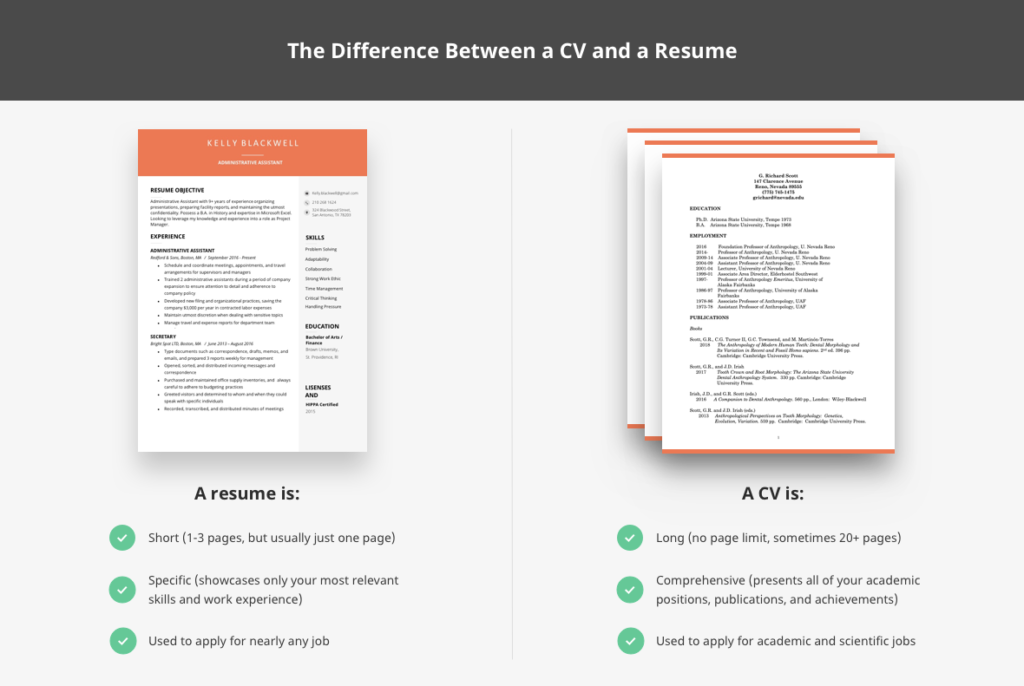 The Difference Between a CV and a Resume
KELLY BLACKWELL
ADMINISTRATIVE ASSISTANT
RESUME OBJECTIVE
Administrative Assistant with 9+ years of experience organizing
presentations, preparing facility reports, and maintaining the utmost
confidentiality. Possess a B.A. in History and expertise in Microsoft Excel.
Looking to leverage my knowledge and experience into a role as Project
Manager.
EXPERIENCE
ADMINISTRATIVE ASSISTANT
Redford & Sons, Boston, MA / September 2016 - Present
Schedule and coordinate meetings, appointments, and travel
arrangements for supervisors and managers
Trained 2 administrative assistants during a period of company
expansion to ensure attention to detail and adherence to
company policy
Developed new filing and organizational practices, saving the
company $3,000 per year in contracted labor expenses
Maintain utmost discretion when dealing with sensitive topics
Manage travel and expense reports for department team
SECRETARY
Bright Spot LTD, Boston, MA / June 2013 – August 2016
Type documents such as correspondence, drafts, memos, and
emails, and prepared 3 reports weekly for management
Opened, sorted, and distributed incoming messages and
correspondence
Purchased and maintained office supply inventories, and always
careful to adhere to budgeting practices
Greeted visitors and determined to whom and when they could
speak with specific individuals
Recorded, transcribed, and distributed minutes of meetings
kelly.blackwell@gmail.com
San Antonio, TX
SKILLS
Problem Solving
Adaptability
Collaboration
Strong Work Ethic
Time Management
Critical Thinking
Handling Pressure
EDUCATION
Bachelor of Arts /
Finance
Brown University,
St. Providence, RI
LISENSES
AND
HIPPA Certified
2015
G. Richard Scott
147 Clarence Avenue
Reno, Nevada
grichard@nevada.edu
EDUCATION
Ph.D. Arizona State University, Tempe 1973
B.A. Arizona State University, Tempe 1968
EMPLOYMENT
2016 Foundation Professor of Anthropology, U. Nevada Reno
2014- Professor of Anthropology, U. Nevada Reno
2009-14 Associate Professor of Anthropology, U. Nevada Reno
2004-09 Assistant Professor of Anthropology, U. Nevada Reno
2001-04 Lecturer, University of Nevada Reno
Associate Area Director, Elderhostel Southwest
1997- Professor of Anthropology Emeritus, University of
Alaska Fairbanks
Professor of Anthropology, University of Alaska
Fairbanks
1976-86 Associate Professor of Anthropology, UAF
1973-76 Assistant Professor of Anthropology, UAF
PUBLICATIONS
Books
Scott, G.R., C.G. Turner II, G.C. Townsend, and M. Martinón-Torres
2018 The Anthropology of Modern Human Teeth: Dental Morphology and
Its Variation in Recent and Fossil Homo sapiens. 2nd ed. 396 pp.
Cambridge: Cambridge University Press.
Scott, G.R., and J.D. Irish
2017 Tooth Crown and Root Morphology: The Arizona State University
Dental Anthropology System. 330 pp. Cambridge: Cambridge
University Press.
Irish, J.D., and G.R. Scott (eds.)
2016 A Companion to Dental Anthropology. 560 pp., London: Wiley-Blackwell
Scott, G.R. and J.D. Irish (eds.)
2013 Anthropological Perspectives on Tooth Morphology: Genetics,
Evolution, Variation. Cambridge: Cambridge University Press.
A resume is:
Short (1-3 pages, but usually just one page)
Specific (showcases only your most relevant
skills and work experience)
Used to apply for nearly any job
A CV is:
Long (no page limit, sometimes 20+ pages)
Comprehensive (presents all of your academic
positions, publications, and achievements)
Used to apply for academic and scientific jobs